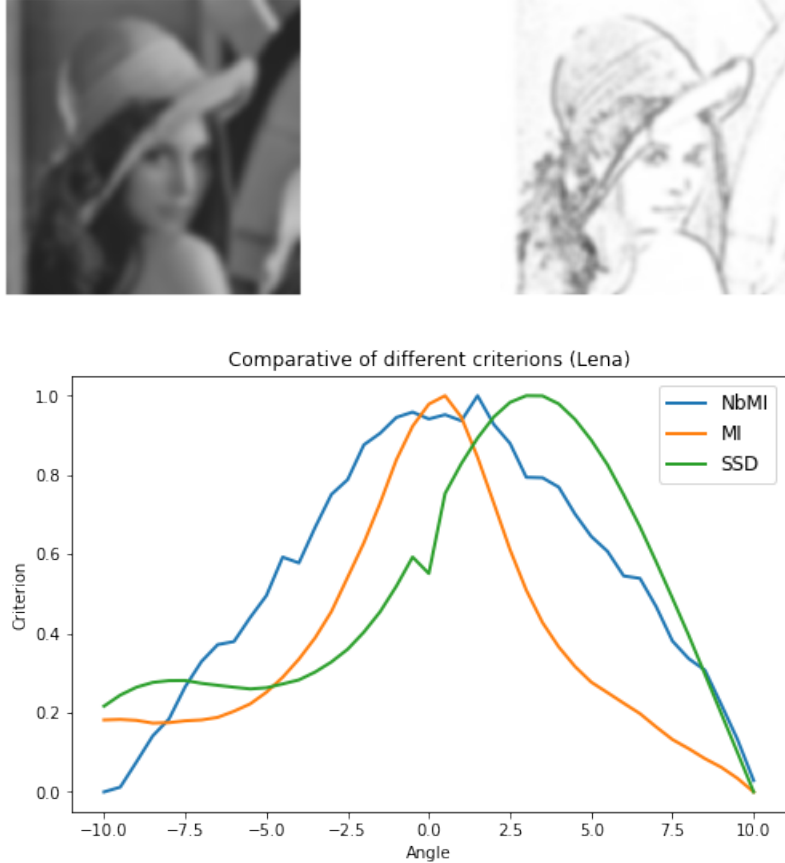 Comparative of different criterions (Lena)
1.0
0.8
0.6
0.4
0.2
0.0
Criterion
NbMI
MI
SSD
−10.0 −7.5 −5.0 −2.5 0.0 2.5 5.0 7.5 10.0
Angle